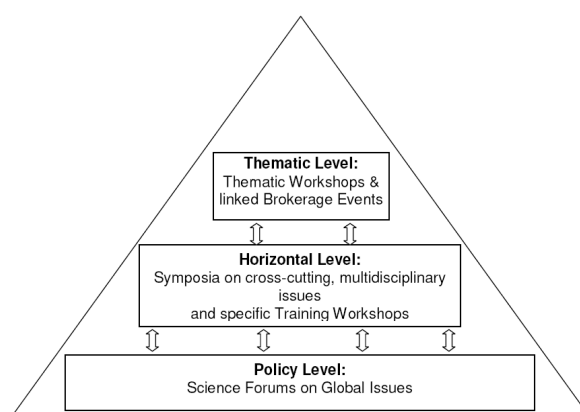 Thematic Level:
Thematic Workshops &
linked Brokerage Events
Horizontal Level:
Symposia on cross-cutting, multidisciplinary
issues
and specific Training Workshops
Policy Level:
Science Forums on Global Issues